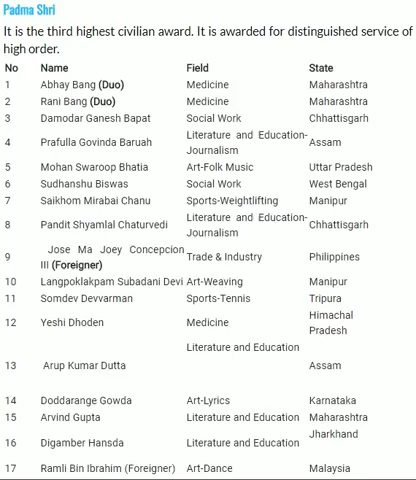 Padma Shri
It is the third highest civilian award. It is awarded for distinguished service of
high order.
No Name Field State
1 Abhay Bang (Duo) Medicine Maharashtra
2 Rani Bang (Duo) Medicine Maharashtra
3 Damodar Ganesh Bapat Social Work Chhattisgarh
4 Prafulla Govinda Baruah Literature and Education-
Journalism Assam
5 Mohan Swaroop Bhatia Art-Folk Music Uttar Pradesh
6 Sudhanshu Biswas Social Work West Bengal
7 Saikhom Mirabai Chanu Sports-Weightlifting Manipur
8 Pandit Shyamlal Chaturvedi Literature and Education-
Journalism Chhattisgarh
9 Jose Ma Joey Concepcion
III (Foreigner) Trade & Industry Philippines
10 Langpoklakpam Subadani Devi Art-Weaving Manipur
11 Somdev Devvarman Sports-Tennis Tripura
12 Yeshi Dhoden Medicine Himachal
Pradesh
Literature and Education
13 Arup Kumar Dutta Assam
14 Doddarange Gowda Art-Lyrics Karnataka
15 Arvind Gupta Literature and Education Maharashtra
16 Digamber Hansda Literature and Education Jharkhand
17 Ramli Bin Ibrahim (Foreigner) Art-Dance Malaysia